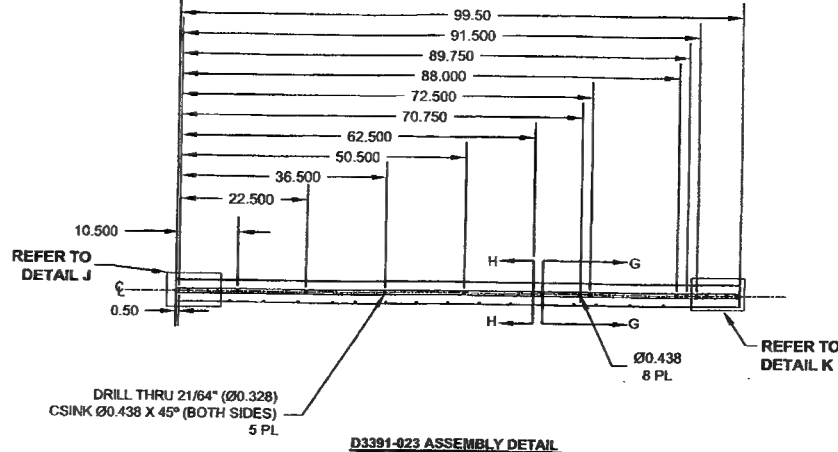 99.50
91.500
89.750
88.000
72.500
70.750
62.500
50.500
36.500
22.500
10.500
REFER TO
DETAIL J
H
G
℄
0.50
H
G
REFER TO
DETAIL K
Ø0.438
8 PL
DRILL THRU 21/64" (Ø0.328)
CSINK Ø0.438 X 45° (BOTH SIDES)
5 PL
D3391-023 ASSEMBLY DETAIL